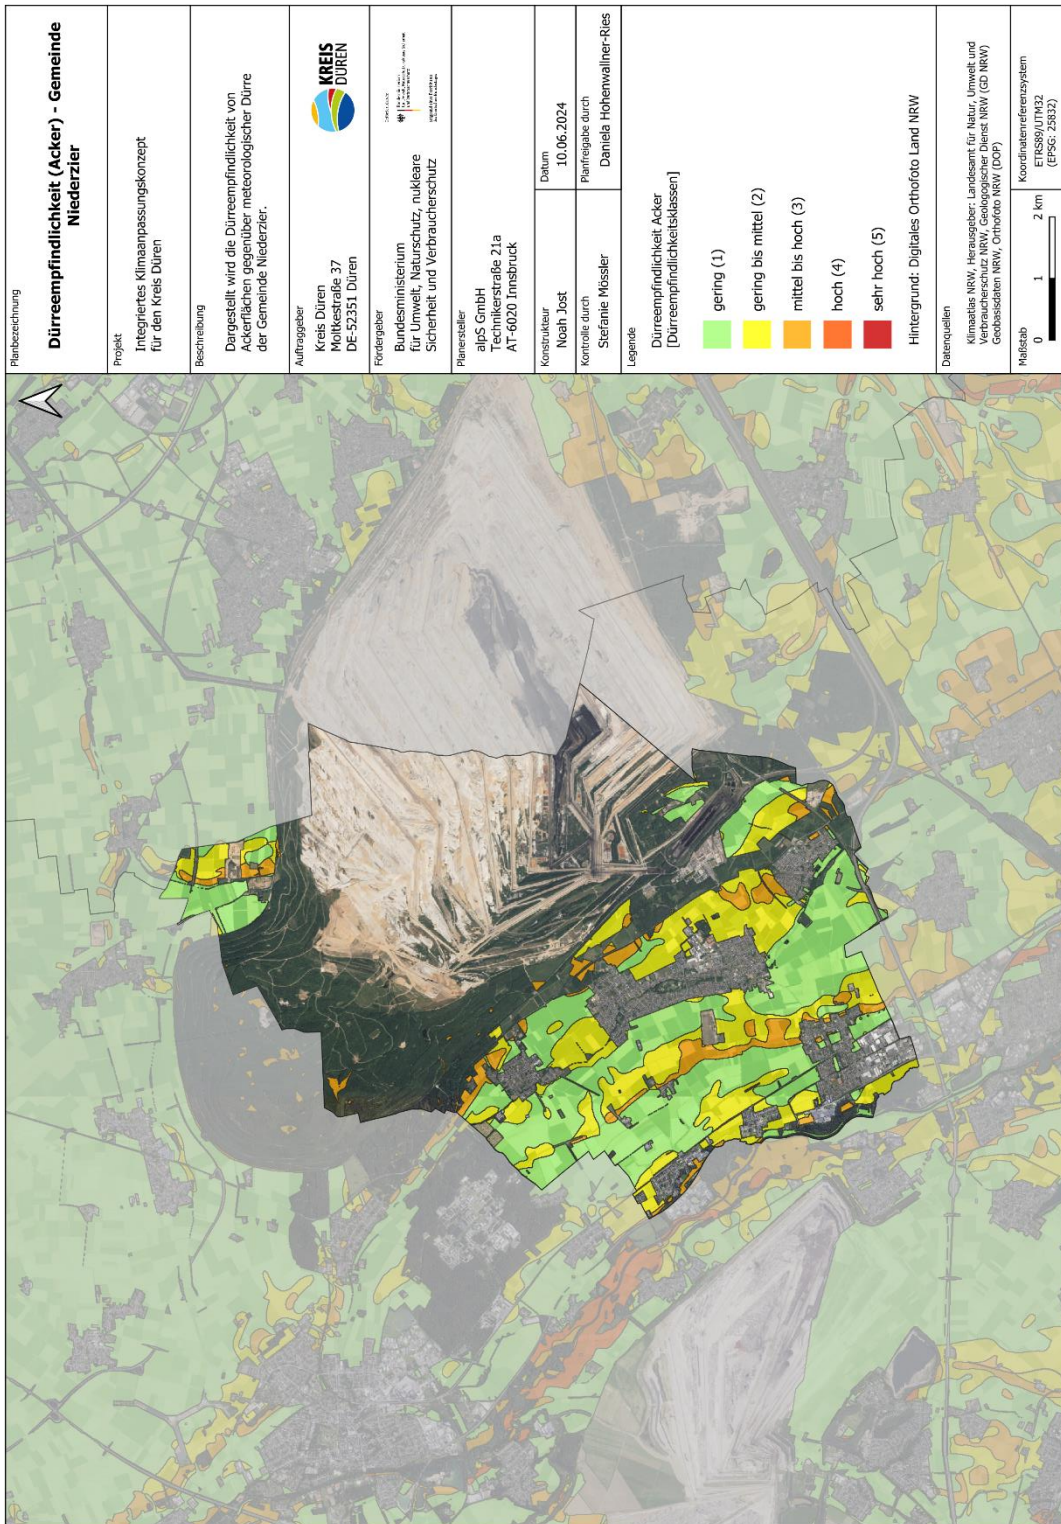 Planbezeichnung
Dürreempfindlichkeit (Acker) - Gemeinde
Niederzier
Projekt
Integriertes Klimaanpassungskonzept
für den Kreis Düren
Beschreibung
Dargestellt wird die Dürreempfindlichkeit von
Ackerflächen gegenüber meteorologischer Dürre
der Gemeinde Niederzier.
Auftraggeber
Kreis Düren
Moltkestraße 37
DE-52351 Düren
KREIS
DÜREN
Fördergeber
Bundesministerium
für Umwelt, Naturschutz, nukleare
Sicherheit und Verbraucherschutz
Planersteller
alpS GmbH
Technikerstraße 21a
AT-6020 Innsbruck
Konstrukteur
Noah Jost
Datum
10.06.2024
Kontrolle durch
Stefanie Mössler
Planfreigabe durch
Daniela Hohenwallner-Ries
Legende
Dürreempfindlichkeit Acker
[Dürreempfindlichkeitsklassen]
gering (1)
gering bis mittel (2)
mittel bis hoch (3)
hoch (4)
sehr hoch (5)
Hintergrund: Digitales Orthofoto Land NRW
Datenquellen
Klimaatlas NRW, Herausgeber: Landesamt für Natur, Umwelt und
Verbraucherschutz NRW, Geologogischer Dienst NRW (GD NRW)
Geobasisdaten NRW, Orthofoto NRW (DOP)
Maßstab
0 1 2 km
Koordinatenreferenzsystem
ETRS89/UTM32
(EPSG: 25832)